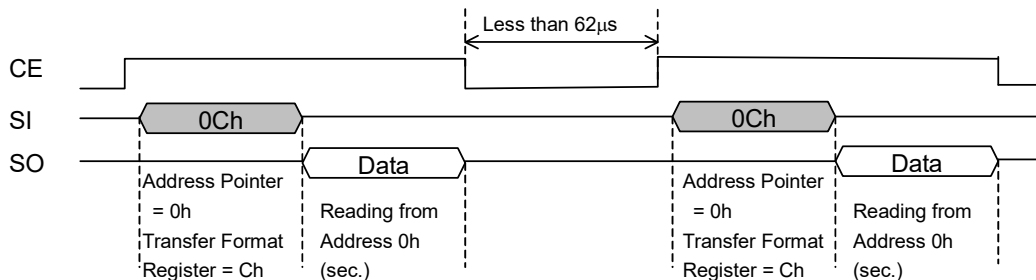 Less than 62μs
CE
SI
0Ch
0Ch
SO
Data
Data
Address Pointer
= 0h
Transfer Format
Register = Ch
Reading from
Address 0h
(sec.)
Address Pointer
= 0h
Transfer Format
Register = Ch
Reading from
Address 0h
(sec.)